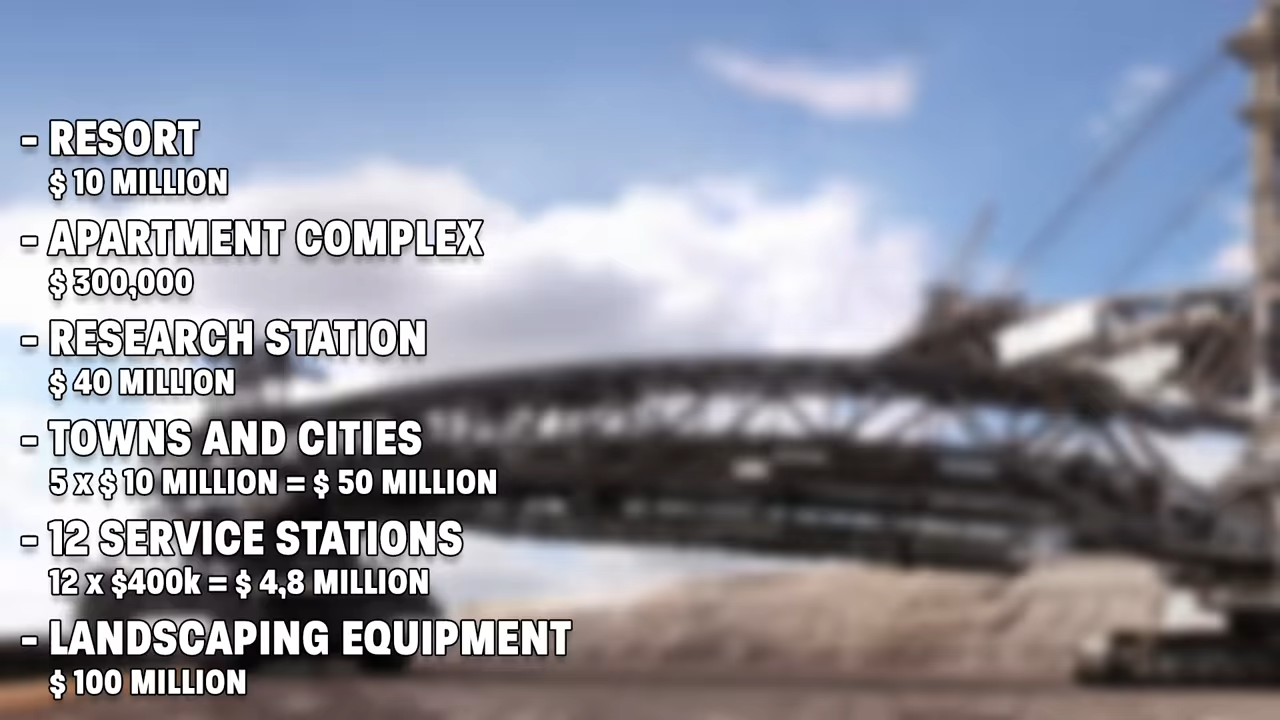 - RESORT
$ 10 MILLION
- APARTMENT COMPLEX
$ 300,000
- RESEARCH STATION
$ 40 MILLION
- TOWNS AND CITIES
5 x $ 10 MILLION = $ 50 MILLION
- 12 SERVICE STATIONS
12 x $400k = $ 4,8 MILLION
- LANDSCAPING EQUIPMENT
$ 100 MILLION